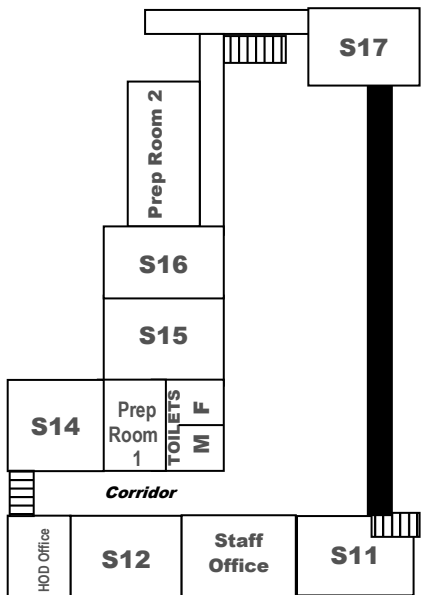 S17
Prep Room 2
S16
S15
S14
Prep
Room
1
TOILETS
F
M
Corridor
HOD Office
S12
Staff
Office
S11